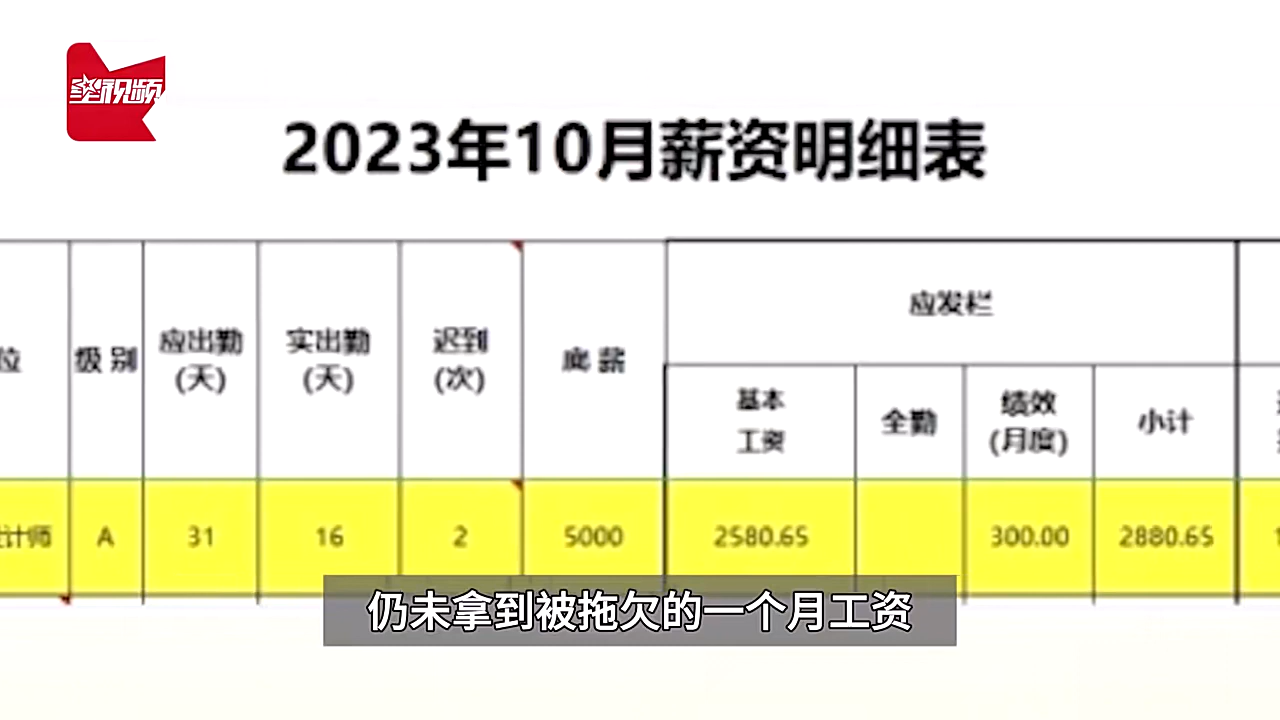 视频
2023年10月薪资明细表
位 级别 应出勤(天) 实出勤(天) 迟到(次) 底薪 应发栏
基本工资 全勤 绩效(月度) 小计
计师 A 31 16 2 5000 2580.65 300.00 2880.65
仍未拿到被拖欠的一个月工资